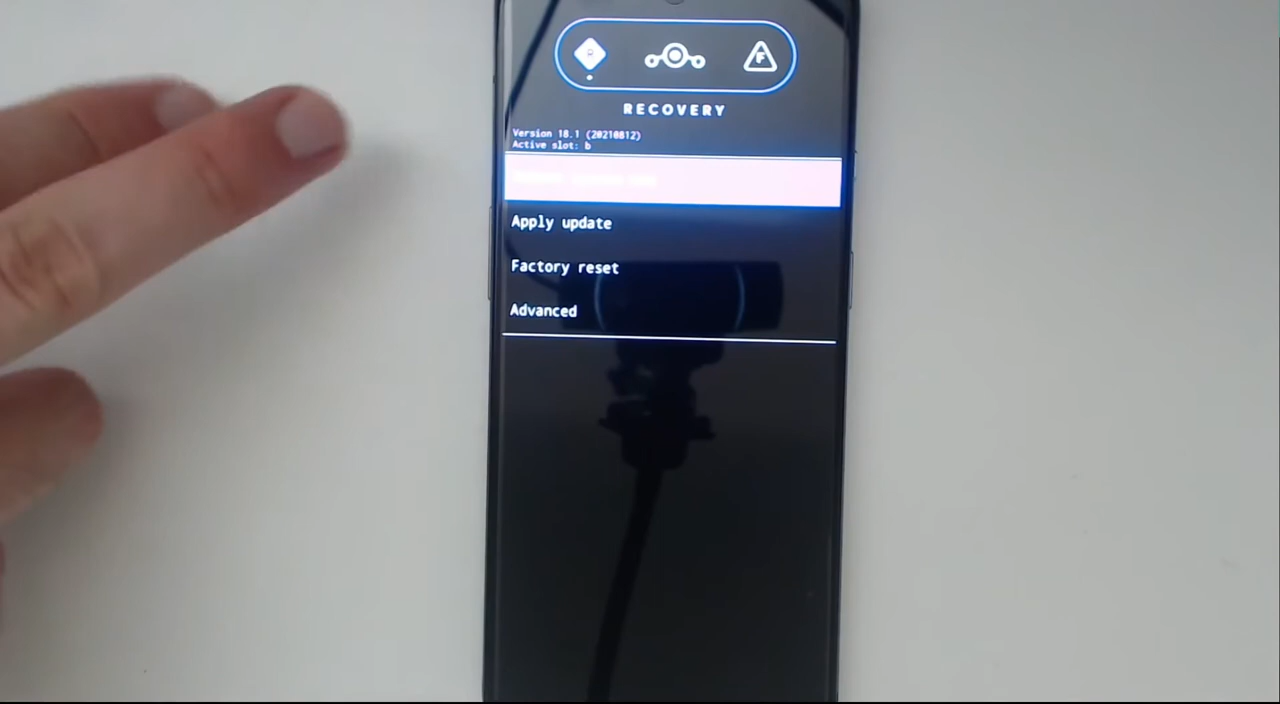 RECOVERY
Version 18.1 (20210812)
Active slot: b
Apply update
Factory reset
Advanced